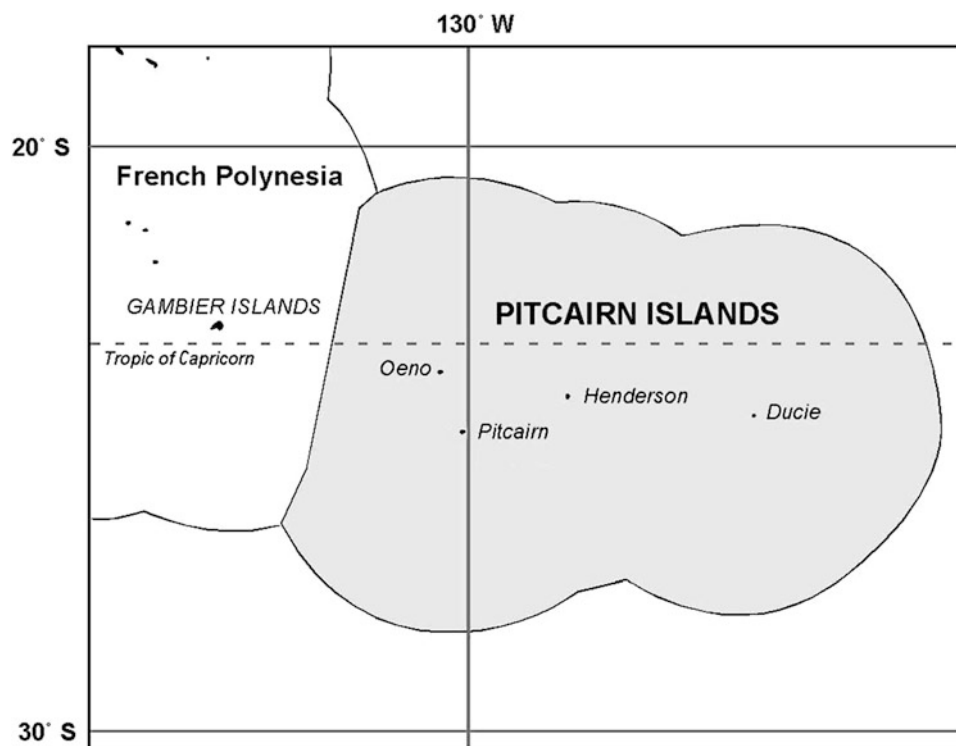 130° W
20° S
French Polynesia
GAMBIER ISLANDS
PITCAIRN ISLANDS
Tropic of Capricorn
Oeno
Henderson
Ducie
Pitcairn
30° S